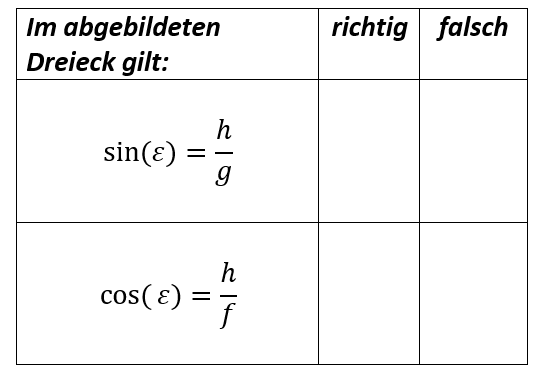 Im abgebildeten Dreieck gilt: richtig falsch
sin(ε) = h/g
cos( ε) = h/f